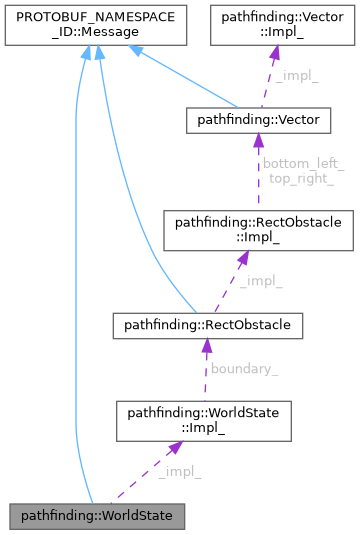 PROTOBUF_NAMESPACE
_ID::Message
pathfinding::Vector
::Impl_
_impl_
pathfinding::Vector
bottom_left_
top_right_
pathfinding::RectObstacle
::Impl_
_impl_
pathfinding::RectObstacle
boundary_
pathfinding::WorldState
::Impl_
_impl_
pathfinding::WorldState